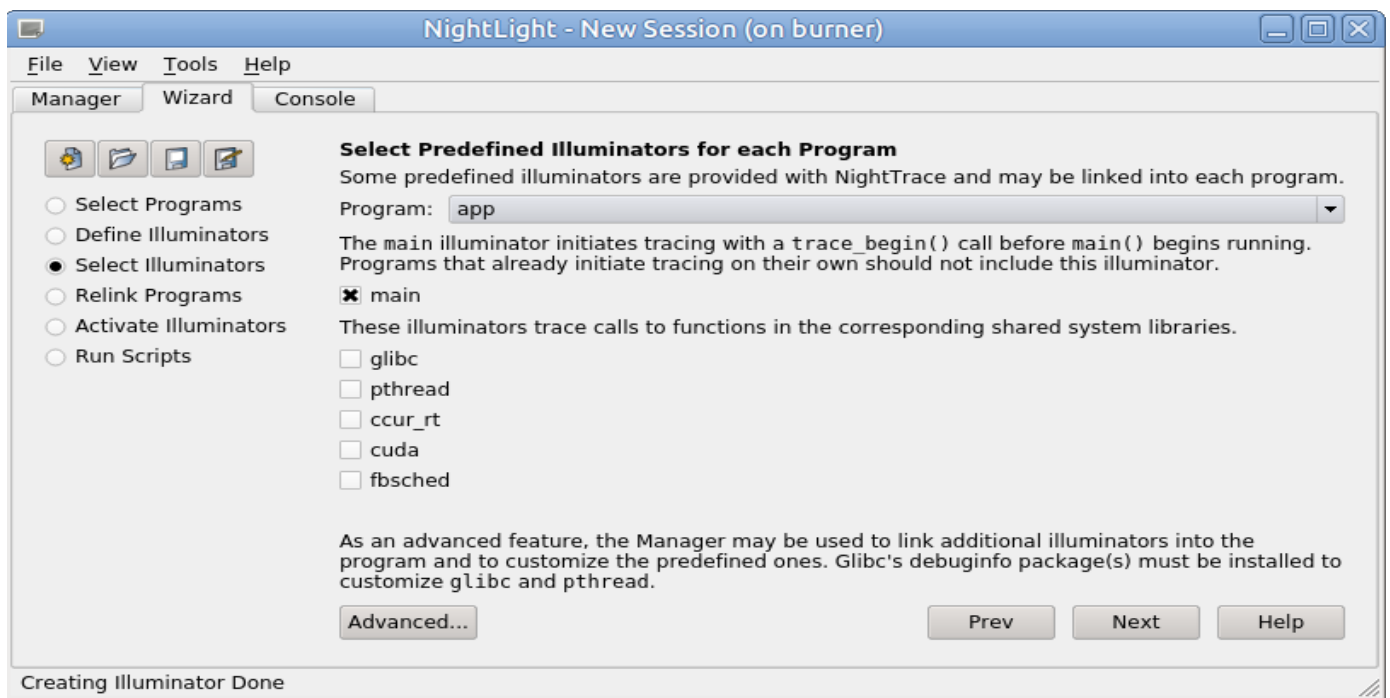 NightLight - New Session (on burner)
File View Tools Help
Manager Wizard Console
Select Programs
Define Illuminators
Select Illuminators
Relink Programs
Activate Illuminators
Run Scripts
Select Predefined Illuminators for each Program
Some predefined illuminators are provided with NightTrace and may be linked into each program.
Program: app
The main illuminator initiates tracing with a trace_begin() call before main() begins running.
Programs that already initiate tracing on their own should not include this illuminator.
main
These illuminators trace calls to functions in the corresponding shared system libraries.
glibc
pthread
ccur_rt
cuda
fbsched
As an advanced feature, the Manager may be used to link additional illuminators into the
program and to customize the predefined ones. Glibc's debuginfo package(s) must be installed to
customize glibc and pthread.
Advanced... Prev Next Help
Creating Illuminator Done